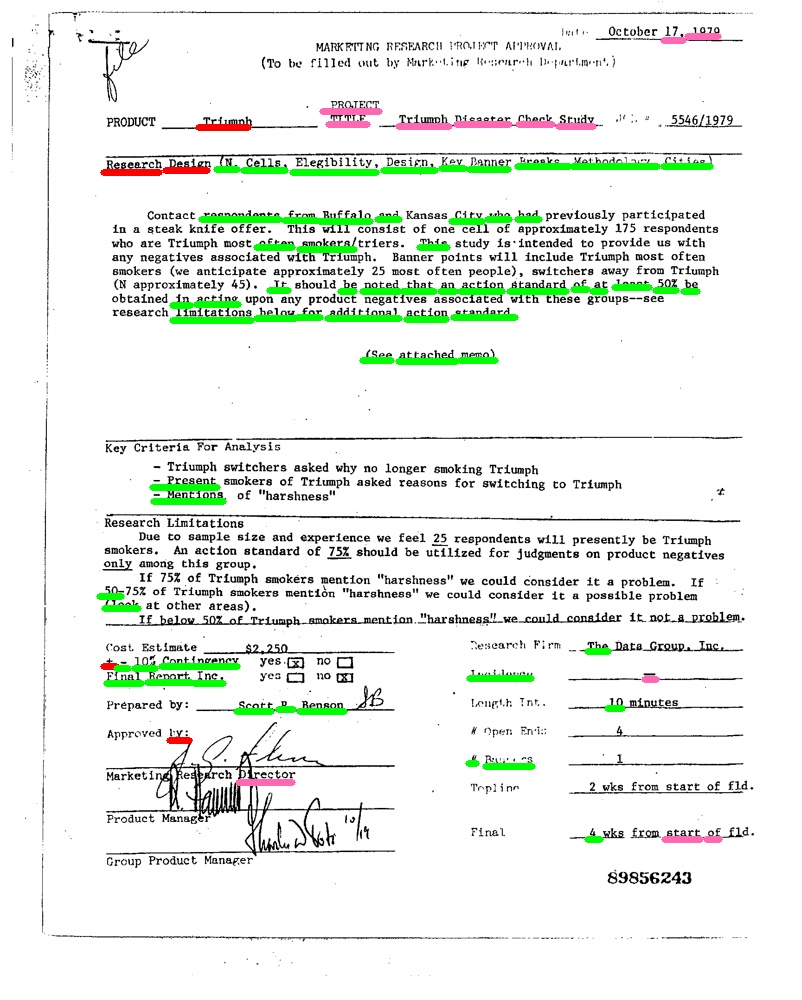 file
Date October 17, 1979
MARKETING RESEARCH PROJECT APPROVAL
(To be filled out by Marketing Research Department)
PROJECT
PRODUCT Triumph TITLE Triumph Disaster Check Study 5546/1979
Research Design (N. Cells, Elegibility, Design, Key Banner Breaks Methodology Cities)
Contact respondents from Buffalo and Kansas City who had previously participated
in a steak knife offer. This will consist of one cell of approximately 175 respondents
who are Triumph most often smokers/triers. This study is intended to provide us with
any negatives associated with Triumph. Banner points will include Triumph most often
smokers (we anticipate approximately 25 most often people), switchers away from Triumph
(N approximately 45). It should be noted that an action standard of at least 50% be
obtained in acting upon any product negatives associated with these groups--see
research limitations below for additional action standard
(See attached memo)
Key Criteria For Analysis
- Triumph switchers asked why no longer smoking Triumph
- Present smokers of Triumph asked reasons for switching to Triumph
- Mentions of "harshness"
Research Limitations
Due to sample size and experience we feel 25 respondents will presently be Triumph
smokers. An action standard of 75% should be utilized for judgments on product negatives
only among this group.
If 75% of Triumph smokers mention "harshness" we could consider it a problem. If
50-75% of Triumph smokers mention "harshness" we could consider it a possible problem
(look at other areas).
If below 50% of Triumph smokers mention "harshness" we could consider it not a problem.
Cost Estimate $2,250 Research Firm The Data Group, Inc.
+ - 10% Contingency yes x no
Final Report Inc. yes no x Incidence —
Prepared by: Scott R. Benson SB Length Int. 10 minutes
Approved by: # Open Ends 4
Marketing Research Director # Banners 1
Topline 2 wks from start of fld.
Product Manager 10/19
Final 4 wks from start of fld.
Group Product Manager
89856243